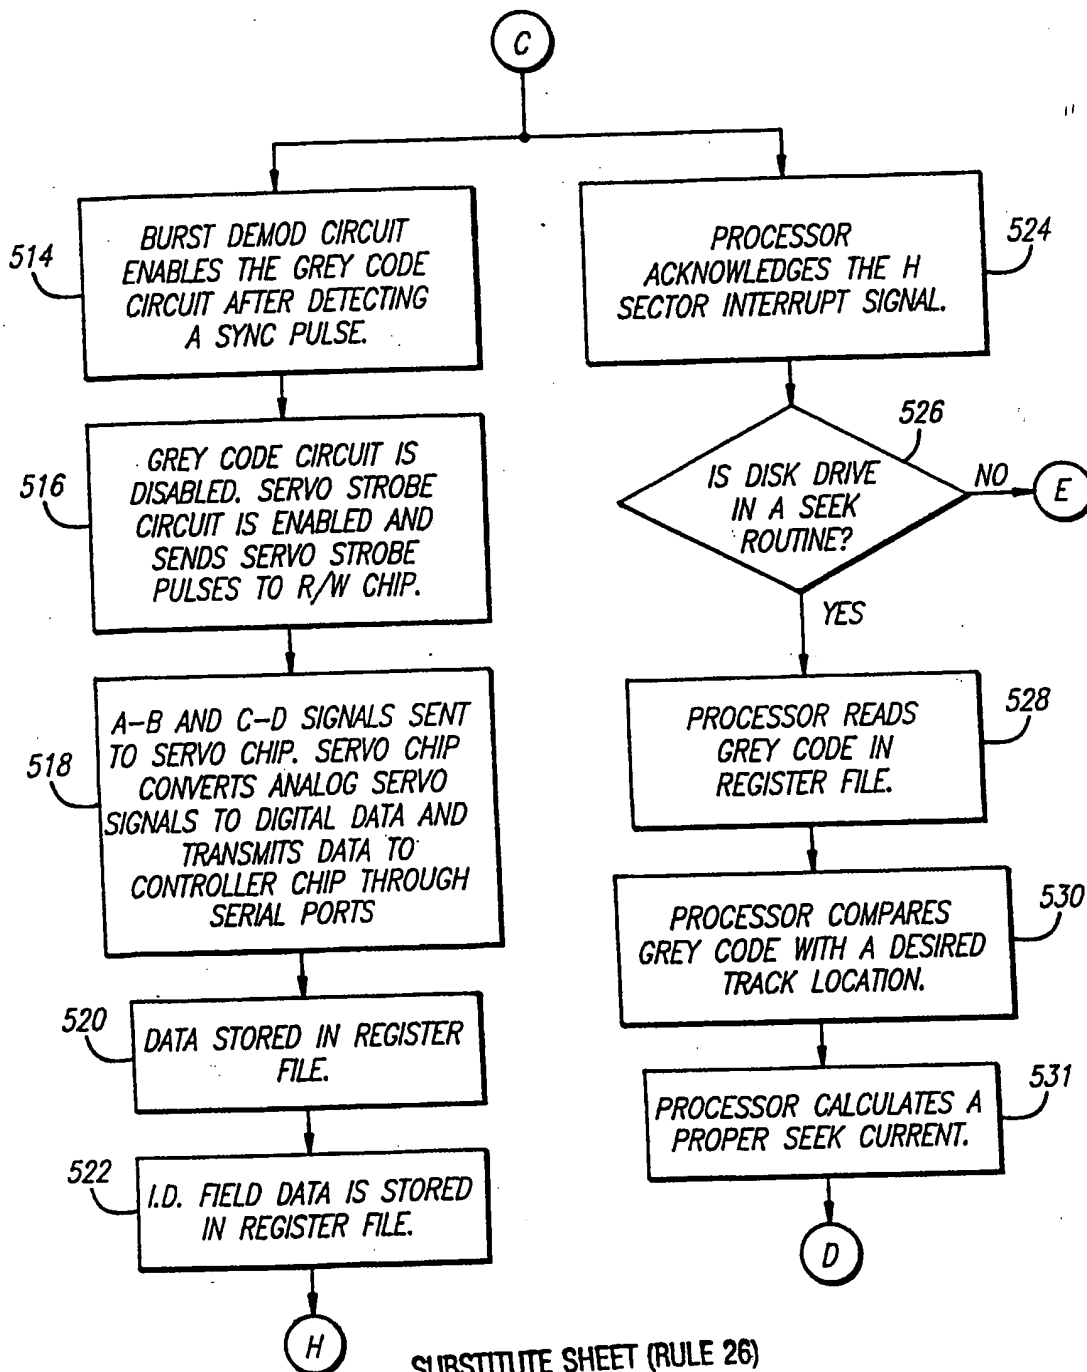 C
514
BURST DEMOD CIRCUIT
ENABLES THE GREY CODE
CIRCUIT AFTER DETECTING
A SYNC PULSE.
516
GREY CODE CIRCUIT IS
DISABLED. SERVO STROBE
CIRCUIT IS ENABLED AND
SENDS SERVO STROBE
PULSES TO R/W CHIP.
518
A-B AND C-D SIGNALS SENT
TO SERVO CHIP. SERVO CHIP
CONVERTS ANALOG SERVO
SIGNALS TO DIGITAL DATA AND
TRANSMITS DATA TO
CONTROLLER CHIP THROUGH
SERIAL PORTS
520
DATA STORED IN REGISTER
FILE.
522
I.D. FIELD DATA IS STORED
IN REGISTER FILE.
H
524
PROCESSOR
ACKNOWLEDGES THE H
SECTOR INTERRUPT SIGNAL.
526
IS DISK DRIVE
IN A SEEK
ROUTINE?
NO
E
YES
528
PROCESSOR READS
GREY CODE IN
REGISTER FILE.
530
PROCESSOR COMPARES
GREY CODE WITH A DESIRED
TRACK LOCATION.
531
PROCESSOR CALCULATES A
PROPER SEEK CURRENT.
D
SUBSTITUTE SHEET (RULE 26)